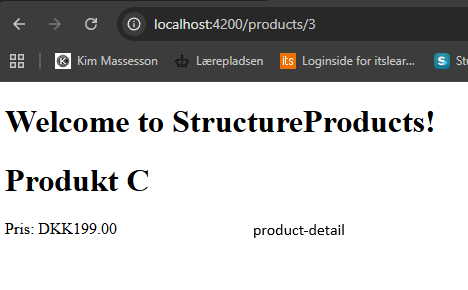 localhost:4200/products/3
K Kim Massesson Lærepladsen its Loginside for itslear... S Stu
Welcome to StructureProducts!
Produkt C
Pris: DKK199.00 product-detail